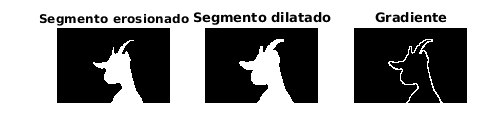 Segmento erosionado
Segmento dilatado
Gradiente